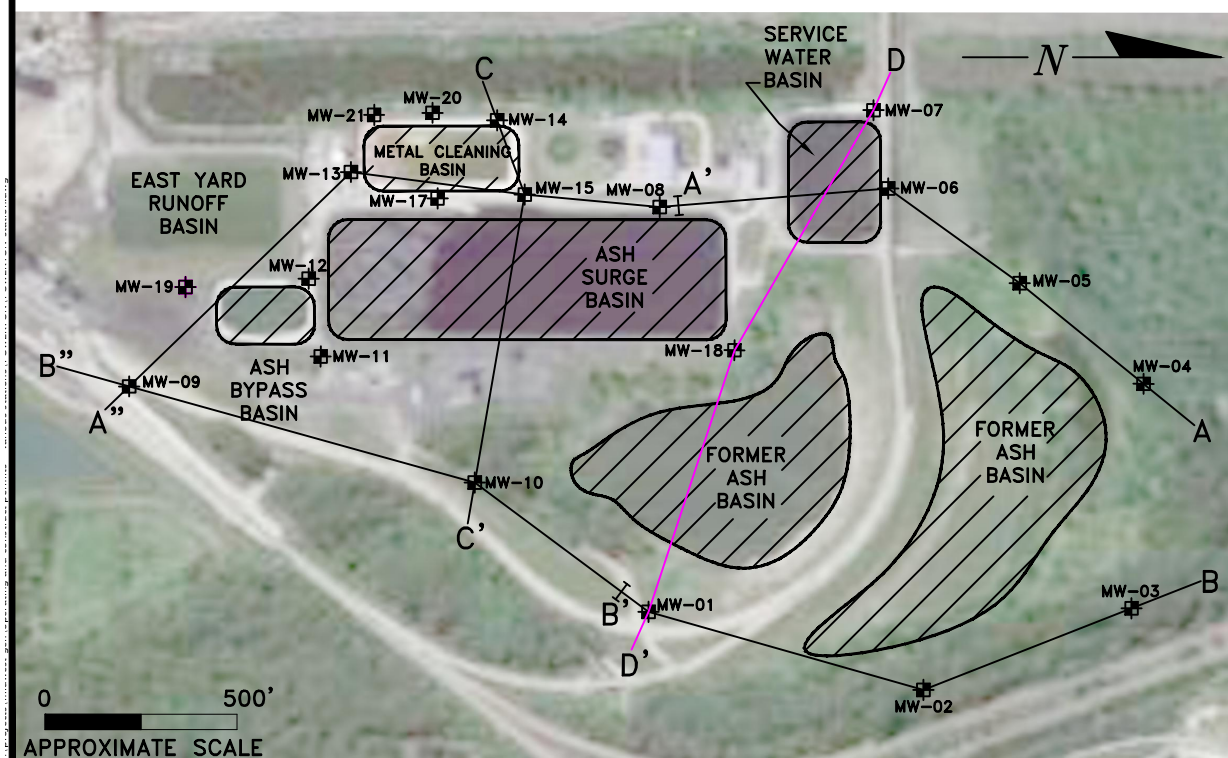 SERVICE
WATER
BASIN
N
D
C
MW-20
MW-21
MW-14
MW-07
METAL CLEANING
BASIN
MW-13
EAST YARD
RUNOFF
BASIN
MW-17
MW-15
MW-08
A'
MW-06
MW-12
MW-19
ASH
SURGE
BASIN
MW-05
MW-18
MW-11
B"
MW-09
A"
ASH
BYPASS
BASIN
MW-04
A
FORMER
ASH
BASIN
FORMER
ASH
BASIN
MW-10
C'
B'
MW-01
D'
MW-03
B
MW-02
0 500'
APPROXIMATE SCALE